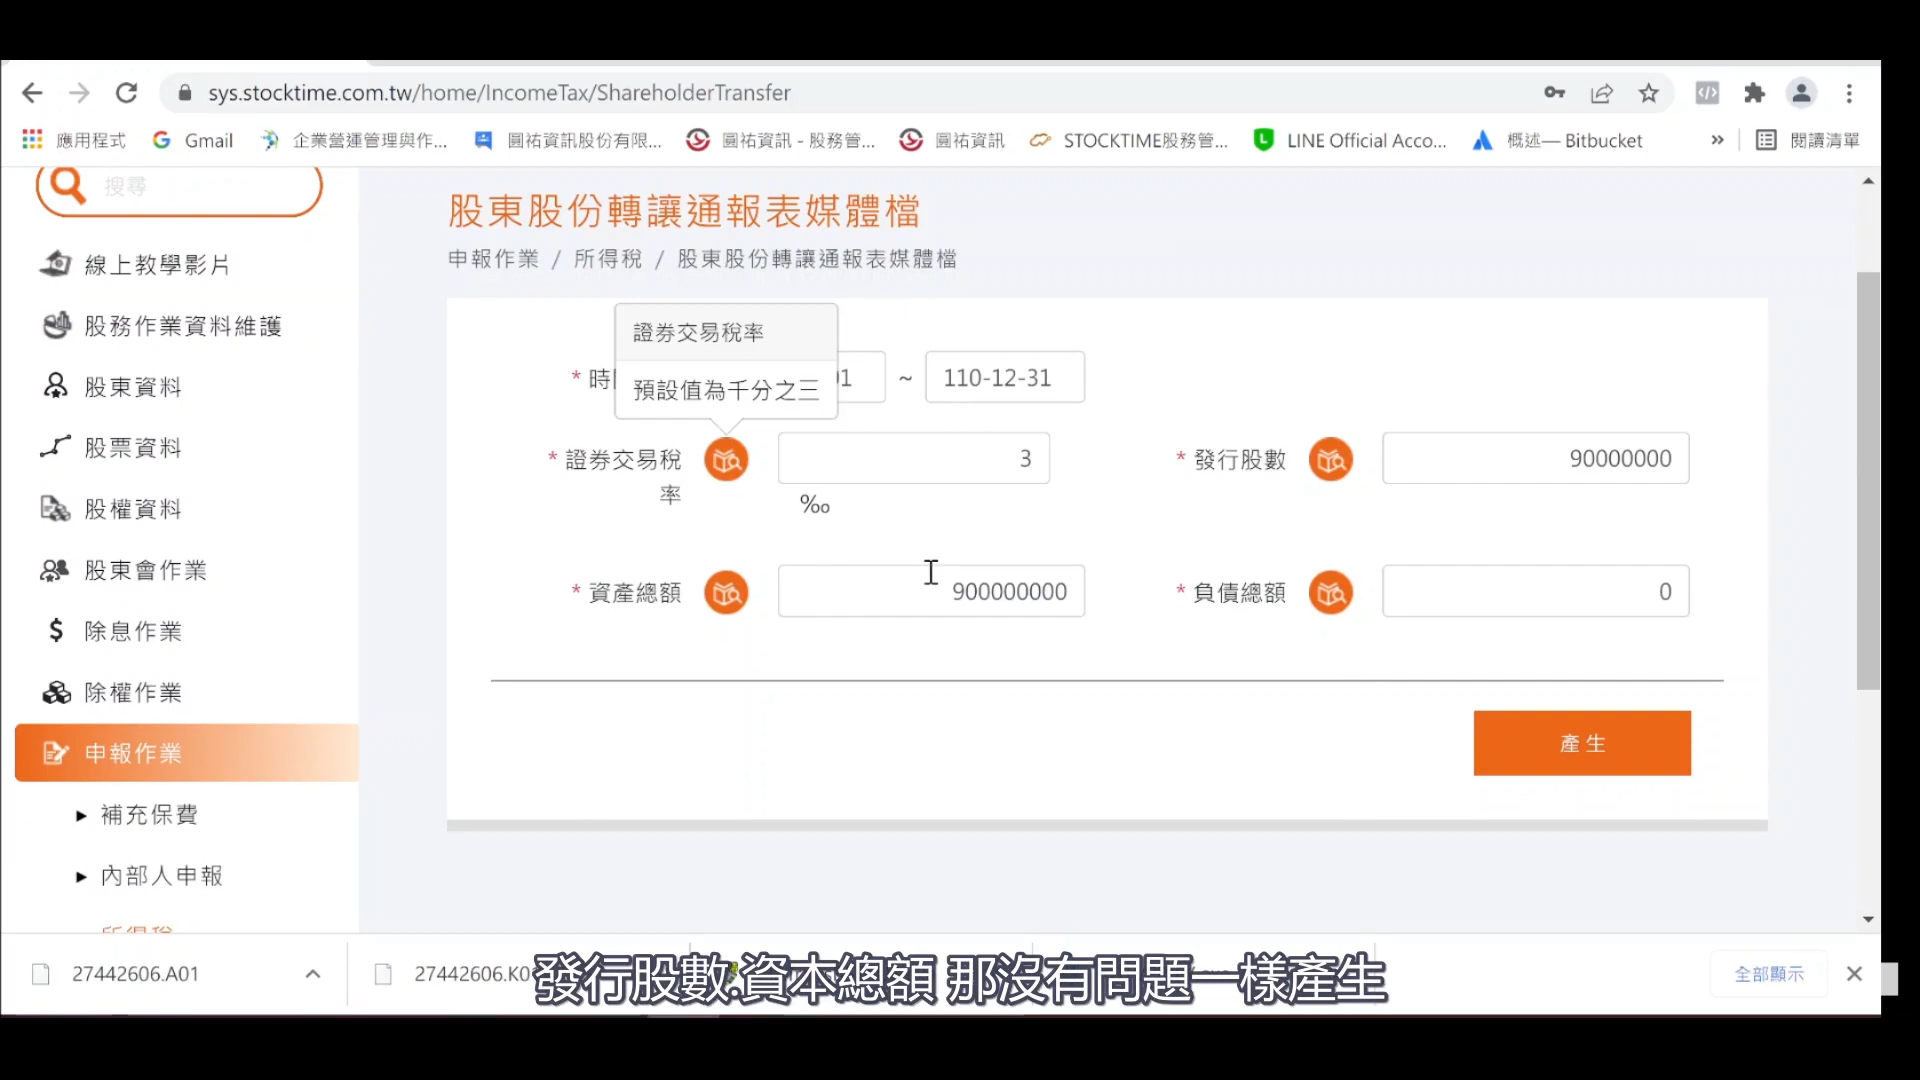 sys.stocktime.com.tw/home/IncomeTax/ShareholderTransfer
應用程式 Gmail 企業營運管理與作... 圓祐資訊股份有限... 圓祐資訊 - 股務管... 圓祐資訊 STOCKTIME股務管... LINE Official Acco... 概述— Bitbucket » 閱讀清單
搜尋
線上教學影片
股務作業資料維護
股東資料
股票資料
股權資料
股東會作業
除息作業
除權作業
申報作業
補充保費
內部人申報
所得稅
股東股份轉讓通報表媒體檔
申報作業 / 所得稅 / 股東股份轉讓通報表媒體檔
證券交易稅率
預設值為千分之三
* 時 1 ~ 110-12-31
* 證券交易稅率 3 ‰
* 發行股數 90000000
* 資產總額 900000000
* 負債總額 0
產生
27442606.A01
27442606.K0
全部顯示
發行股數.資本總額 那沒有問題一樣產生